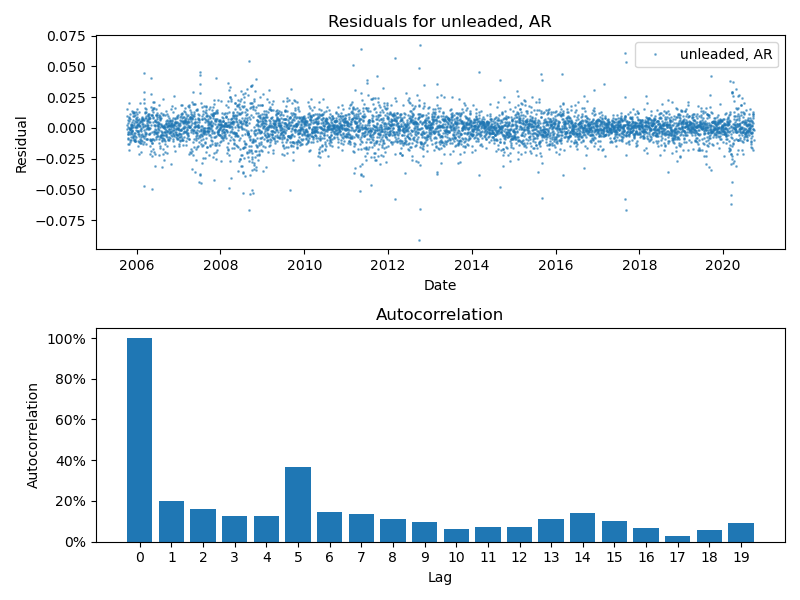 Residuals for unleaded, AR
unleaded, AR
0.075
0.050
0.025
0.000
−0.025
−0.050
−0.075
Residual
2006 2008 2010 2012 2014 2016 2018 2020
Date
Autocorrelation
100%
80%
60%
40%
20%
0%
Autocorrelation
0 1 2 3 4 5 6 7 8 9 10 11 12 13 14 15 16 17 18 19
Lag